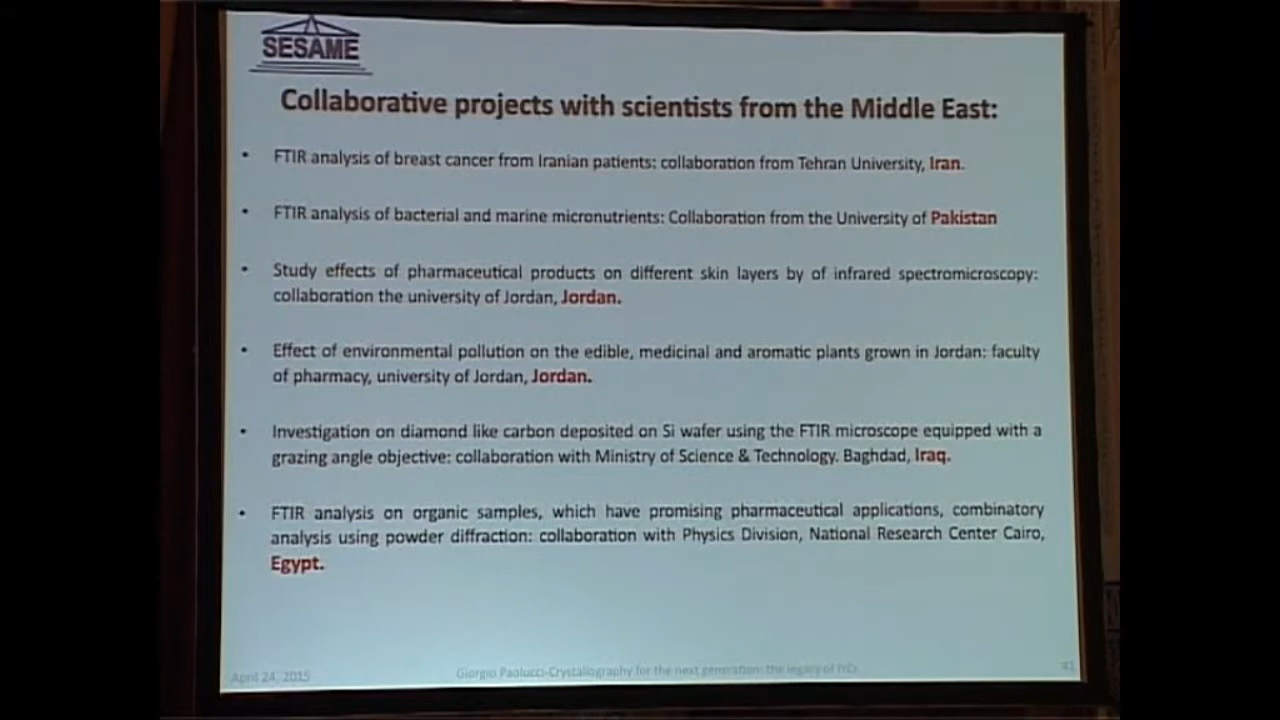 SESAME
Collaborative projects with scientists from the Middle East:
• FTIR analysis of breast cancer from Iranian patients: collaboration from Tehran University, Iran.
• FTIR analysis of bacterial and marine micronutrients: Collaboration from the University of Pakistan
• Study effects of pharmaceutical products on different skin layers by of infrared spectromicroscopy:
collaboration the university of Jordan, Jordan.
• Effect of environmental pollution on the edible, medicinal and aromatic plants grown in Jordan: faculty
of pharmacy, university of Jordan, Jordan.
• Investigation on diamond like carbon deposited on Si wafer using the FTIR microscope equipped with a
grazing angle objective: collaboration with Ministry of Science & Technology. Baghdad, Iraq.
• FTIR analysis on organic samples, which have promising pharmaceutical applications, combinatory
analysis using powder diffraction: collaboration with Physics Division, National Research Center Cairo,
Egypt.
April 24, 2015
Giorgio Paolucci-Crystallography for the next generation: the legacy of IYCr
41